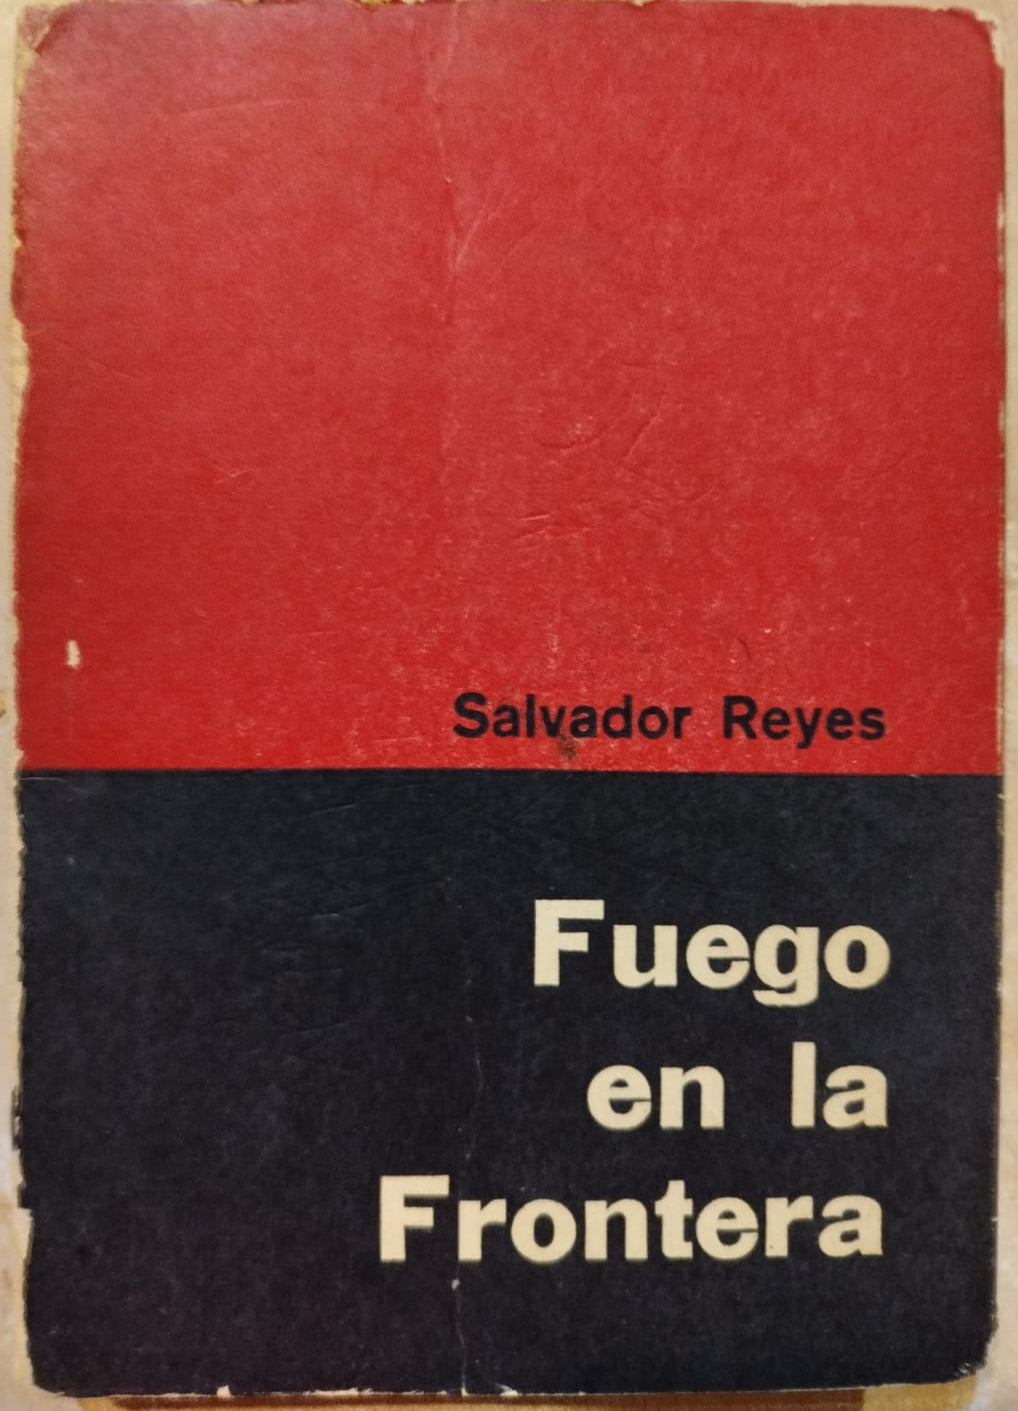 Salvador Reyes
Fuego
en la
Frontera